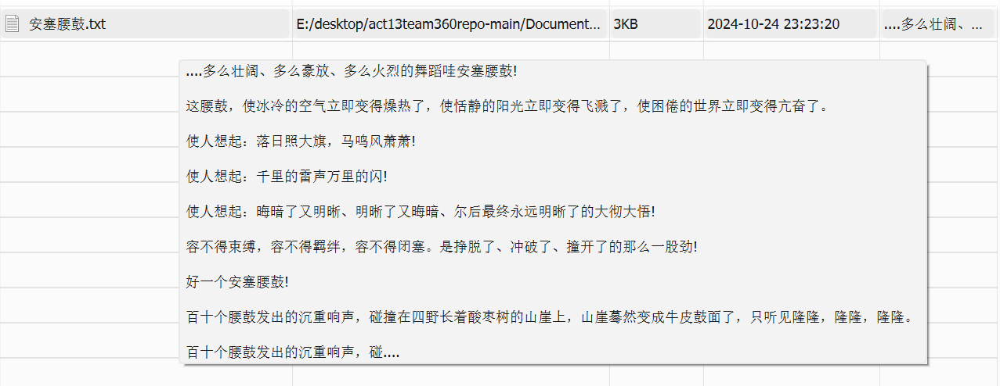 安塞腰鼓.txt E:/desktop/act13team360repo-main/Document... 3KB 2024-10-24 23:23:20 ....多么壮阔、...
....多么壮阔、多么豪放、多么火烈的舞蹈哇安塞腰鼓!
这腰鼓，使冰冷的空气立即变得燥热了，使恬静的阳光立即变得飞溅了，使困倦的世界立即变得亢奋了。
使人想起：落日照大旗，马鸣风萧萧!
使人想起：千里的雷声万里的闪!
使人想起：晦暗了又明晰、明晰了又晦暗、尔后最终永远明晰了的大彻大悟!
容不得束缚，容不得羁绊，容不得闭塞。是挣脱了、冲破了、撞开了的那么一股劲!
好一个安塞腰鼓!
百十个腰鼓发出的沉重响声，碰撞在四野长着酸枣树的山崖上，山崖蓦然变成牛皮鼓面了，只听见隆隆，隆隆，隆隆。
百十个腰鼓发出的沉重响声，碰....